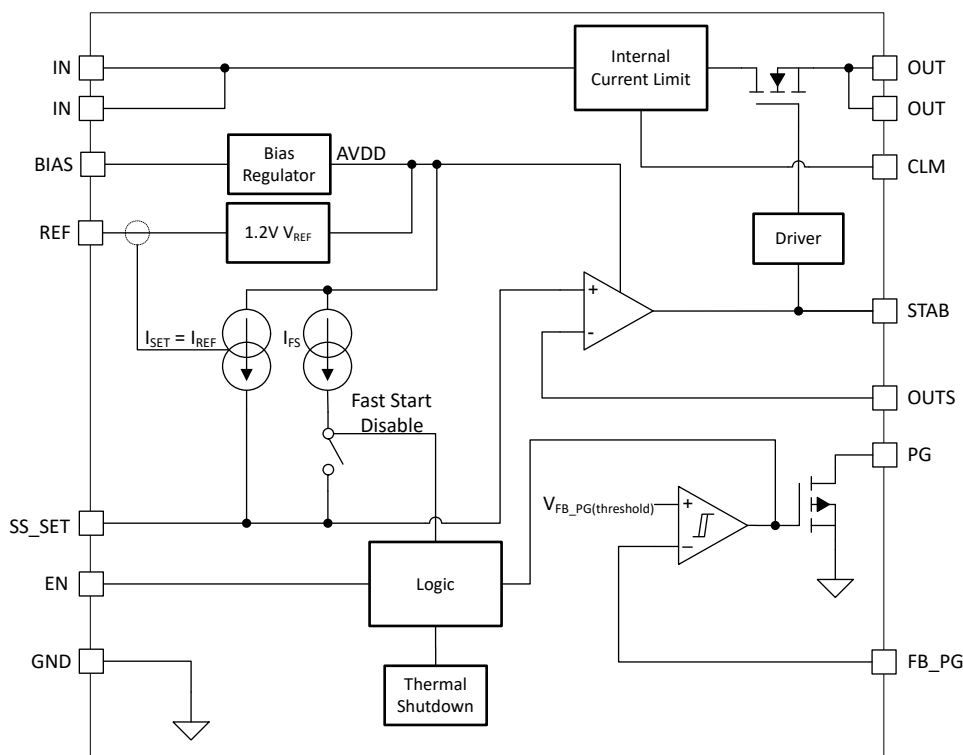 IN
Internal
Current Limit
OUT
IN
OUT
BIAS
Bias
Regulator
AVDD
CLM
REF
1.2V VREF
Driver
+
-
STAB
ISET = IREF
IFS
Fast Start
Disable
OUTS
PG
VFB_PG(threshold)
+
−
SS_SET
EN
Logic
GND
Thermal
Shutdown
FB_PG